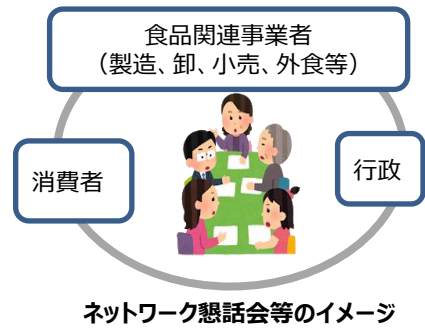 食品関連事業者
（製造、卸、小売、外食等）
消費者
行政
ネットワーク懇話会等のイメージ